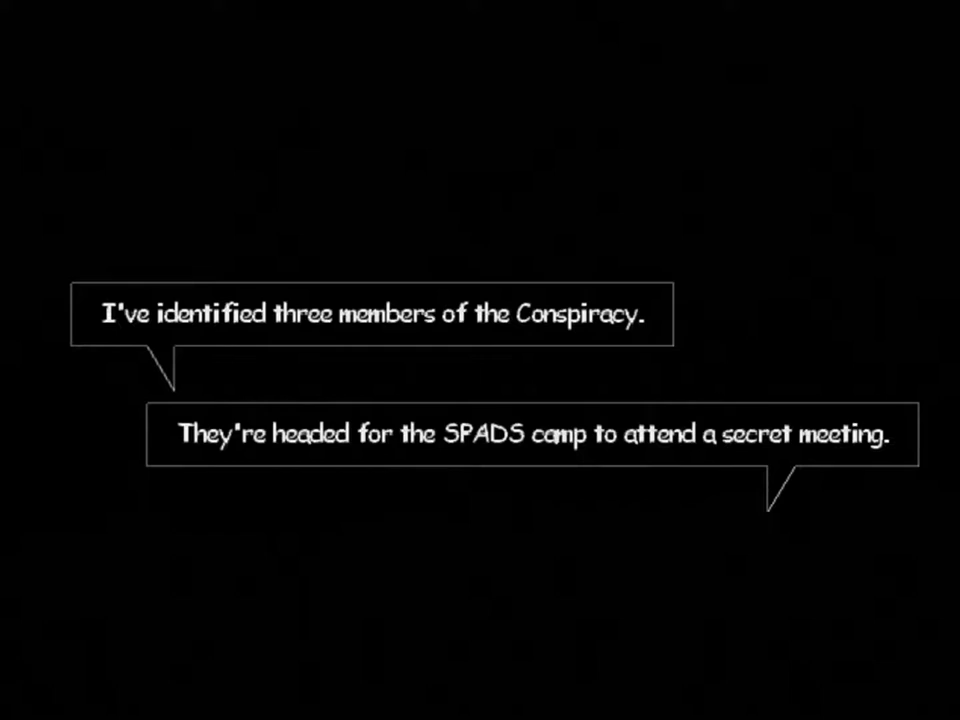 I've identified three members of the Conspiracy.
They're headed for the SPADS camp to attend a secret meeting.